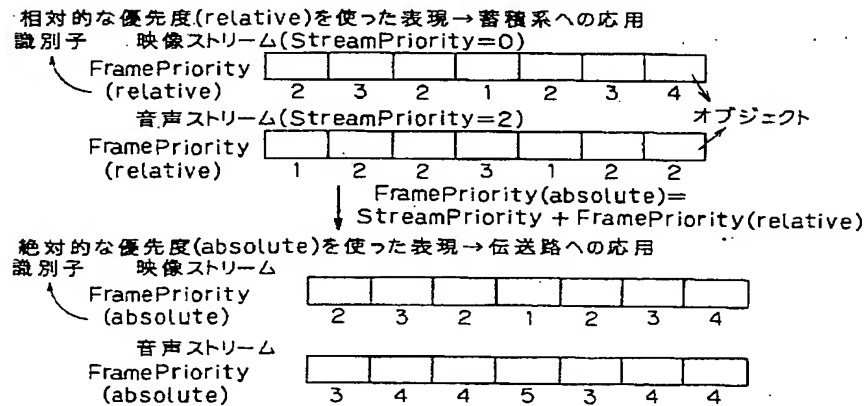 相対的な優先度(relative)を使った表現→蓄積系への応用
識別子 映像ストリーム(StreamPriority=0)
FramePriority
(relative)
2 3 2 1 2 3 4
オブジェクト
音声ストリーム(StreamPriority=2)
FramePriority
(relative)
1 2 2 3 1 2 2
FramePriority(absolute)=
StreamPriority + FramePriority(relative)
絶対的な優先度(absolute)を使った表現→伝送路への応用
識別子 映像ストリーム
FramePriority
(absolute)
2 3 2 1 2 3 4
音声ストリーム
FramePriority
(absolute)
3 4 4 5 3 4 4